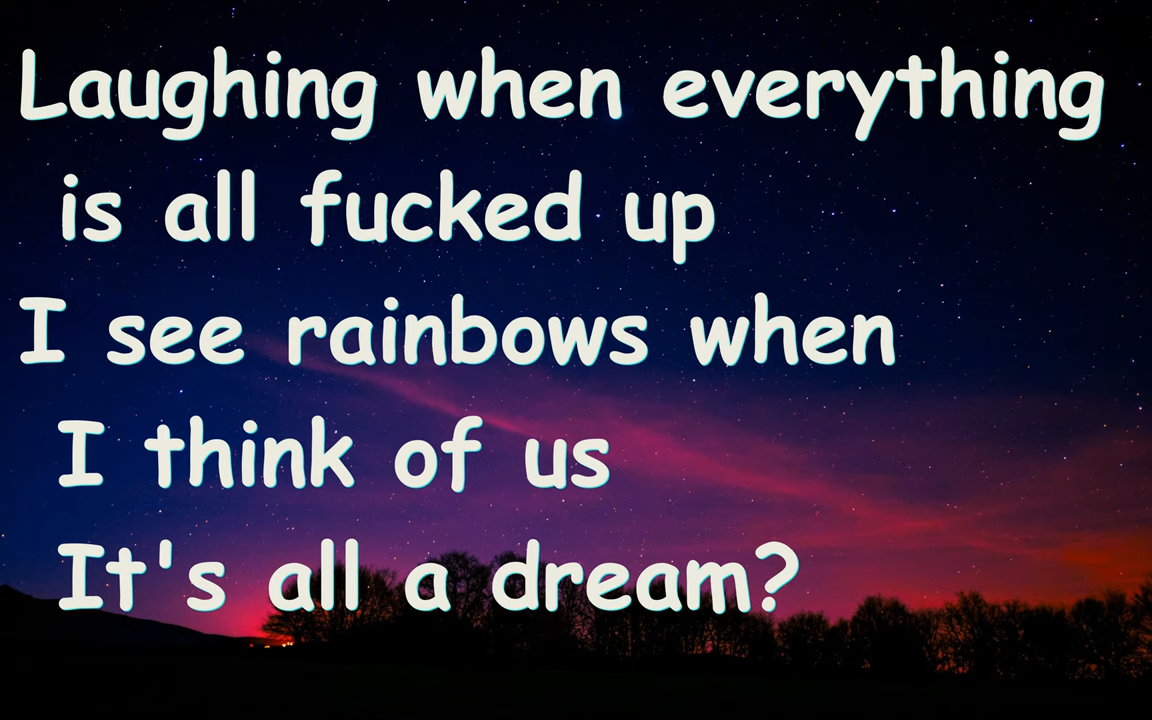 Laughing when everything
is all fucked up
I see rainbows when
I think of us
It's all a dream?